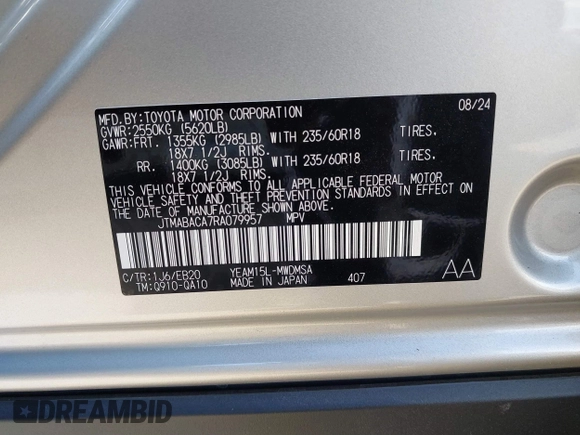 MFD.BY:TOYOTA MOTOR CORPORATION 08/24
GVWR:2550KG (5620LB)
GAWR:FRT. 1355KG (2985LB) WITH 235/60R18 TIRES.
18X7 1/2J RIMS.
RR. 1400KG (3085LB) WITH 235/60R18 TIRES.
18X7 1/2J RIMS.
THIS VEHICLE CONFORMS TO ALL APPLICABLE FEDERAL MOTOR
VEHICLE SAFETY AND THEFT PREVENTION STANDARDS IN EFFECT ON
THE DATE OF MANUFACTURE SHOWN ABOVE.
JTMABACA7RA079957 MPV
C/TR:1J6/EB20 YEAM15L-MWDMSA AA
TM:Q910-QA10 MADE IN JAPAN 407
DREAMBID